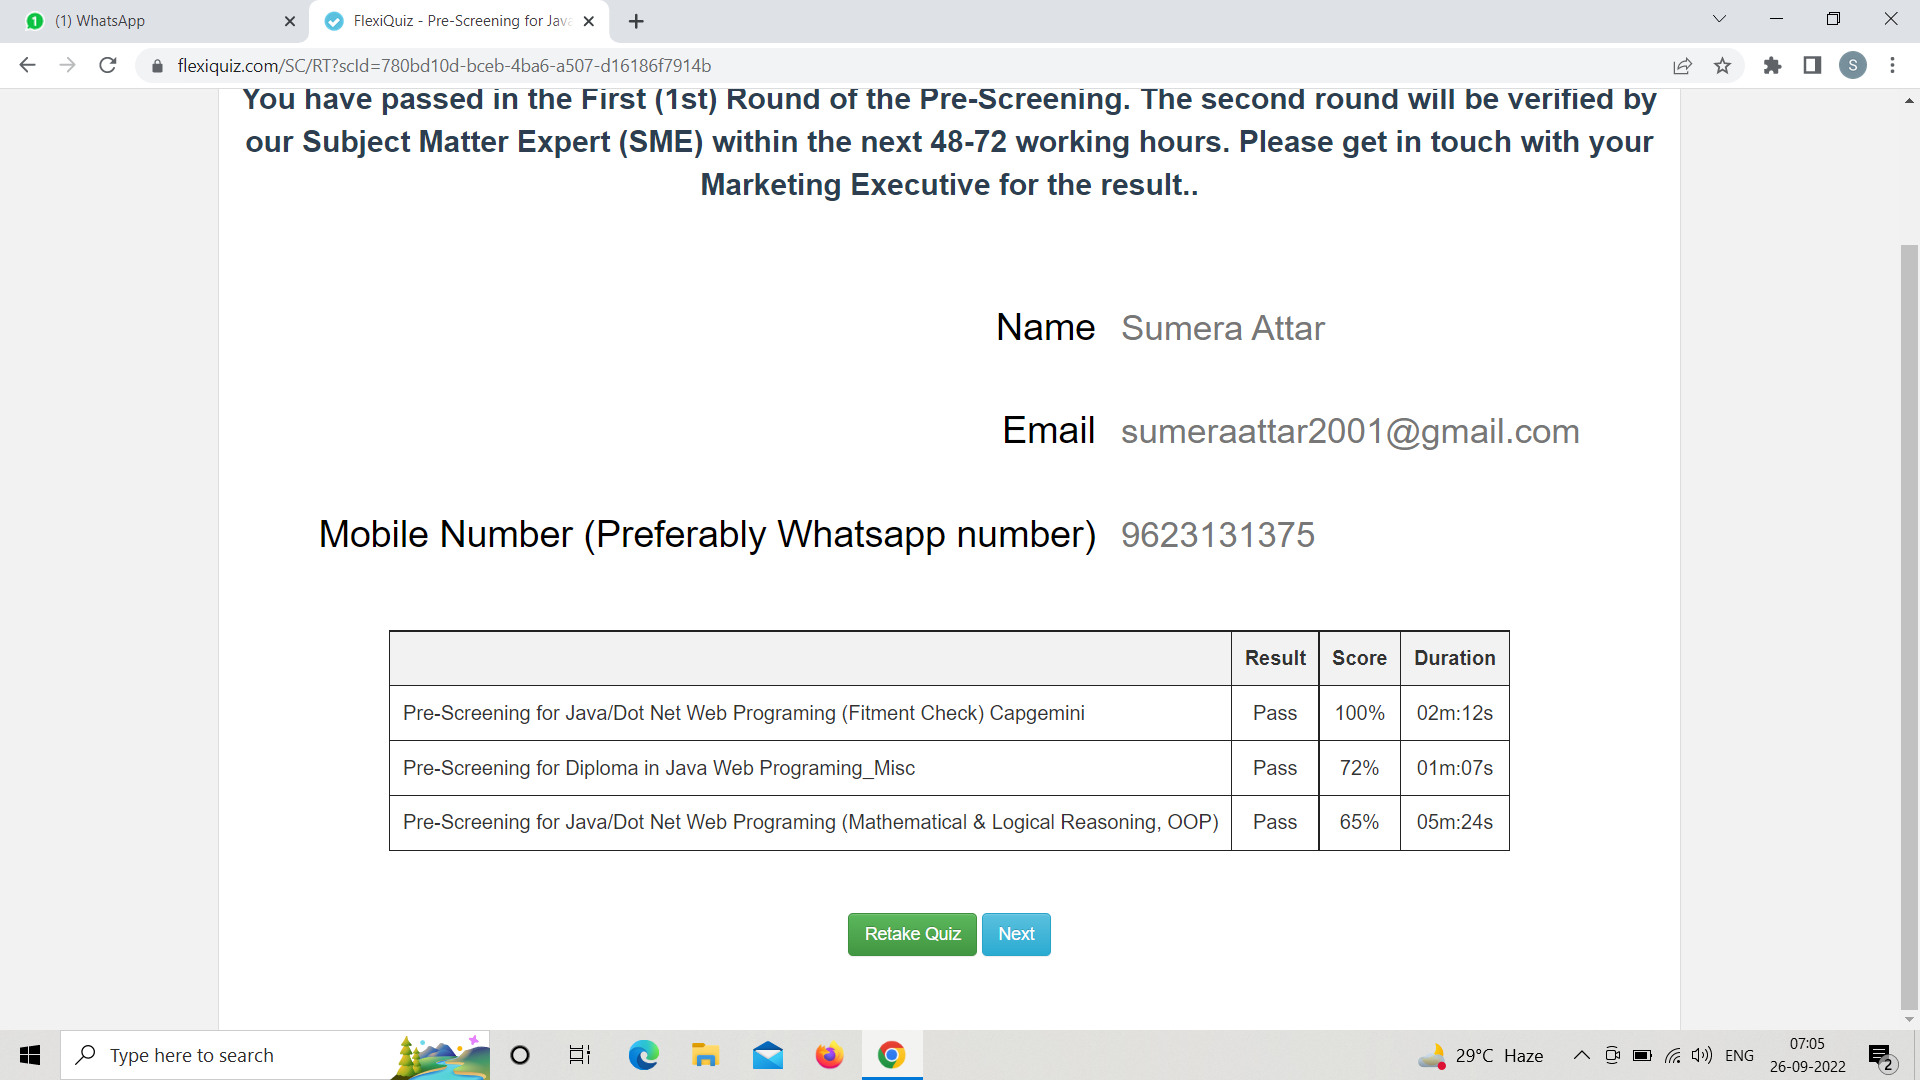 (1) WhatsApp
FlexiQuiz - Pre-Screening for Java
flexiquiz.com/SC/RT?scId=780bd10d-bceb-4ba6-a507-d16186f7914b
S
You have passed in the First (1st) Round of the Pre-Screening. The second round will be verified by
our Subject Matter Expert (SME) within the next 48-72 working hours. Please get in touch with your
Marketing Executive for the result..
Name Sumera Attar
Email sumeraattar2001@gmail.com
Mobile Number (Preferably Whatsapp number) 9623131375
Result Score Duration
Pre-Screening for Java/Dot Net Web Programing (Fitment Check) Capgemini Pass 100% 02m:12s
Pre-Screening for Diploma in Java Web Programing_Misc Pass 72% 01m:07s
Pre-Screening for Java/Dot Net Web Programing (Mathematical & Logical Reasoning, OOP) Pass 65% 05m:24s
Retake Quiz Next
Type here to search
29°C Haze
ENG
07:05
26-09-2022
2